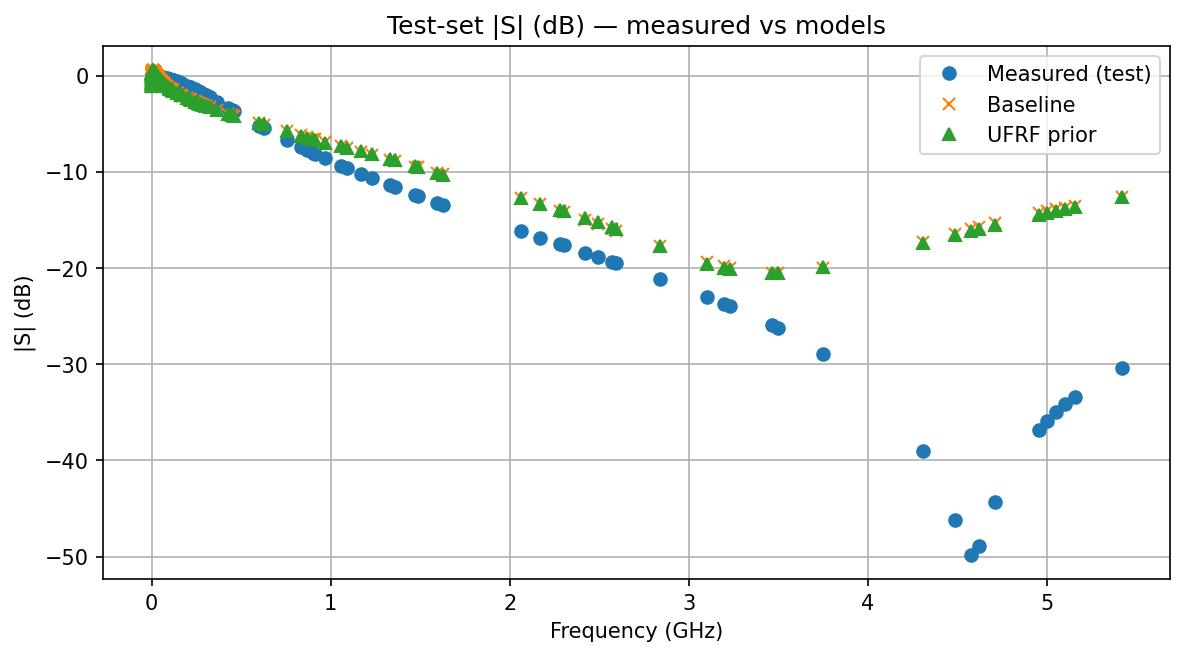 Test-set |S| (dB) — measured vs models
Measured (test)
Baseline
UFRF prior
|S| (dB)
0
−10
−20
−30
−40
−50
0 1 2 3 4 5
Frequency (GHz)